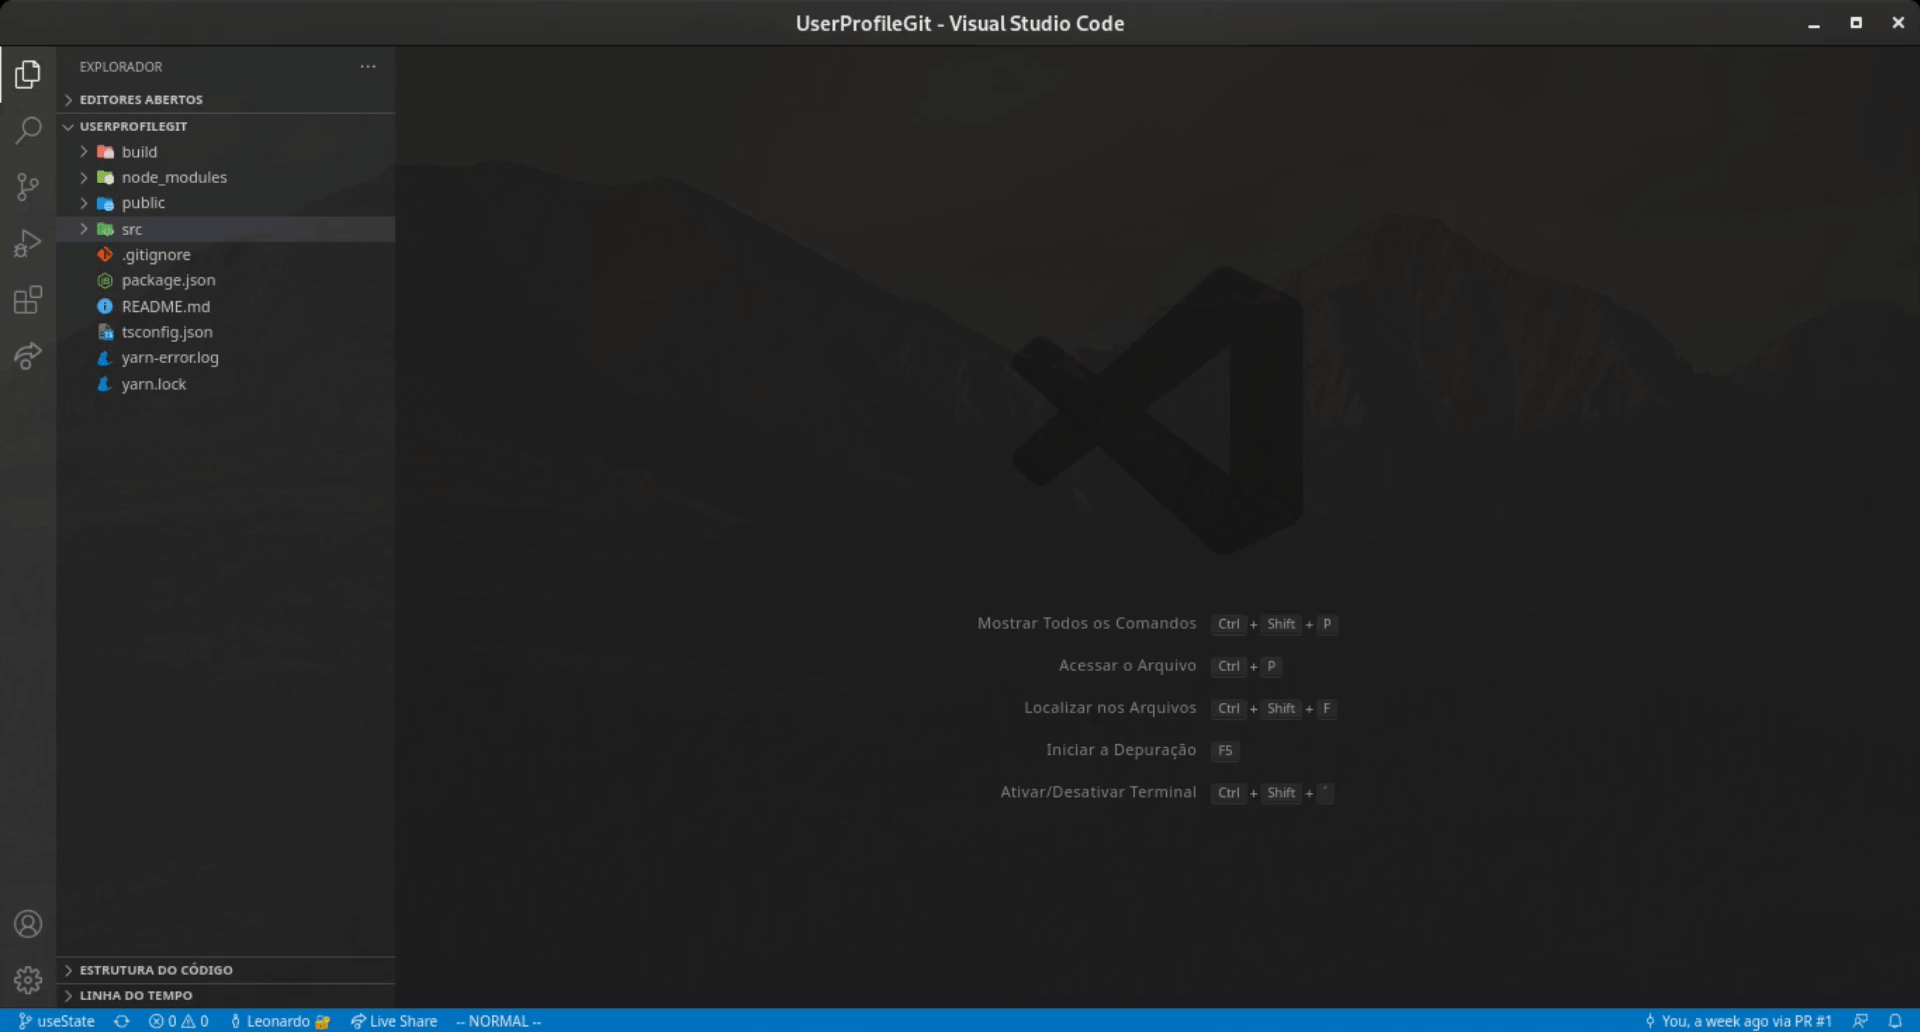 UserProfileGit - Visual Studio Code
EXPLORADOR
EDITORES ABERTOS
USERPROFILEGIT
build
node_modules
public
src
.gitignore
package.json
README.md
tsconfig.json
yarn-error.log
yarn.lock
Mostrar Todos os Comandos Ctrl + Shift + P
Acessar o Arquivo Ctrl + P
Localizar nos Arquivos Ctrl + Shift + F
Iniciar a Depuração F5
Ativar/Desativar Terminal Ctrl + Shift + ´
ESTRUTURA DO CÓDIGO
LINHA DO TEMPO
useState 0 0 Leonardo Live Share -- NORMAL -- You, a week ago via PR #1